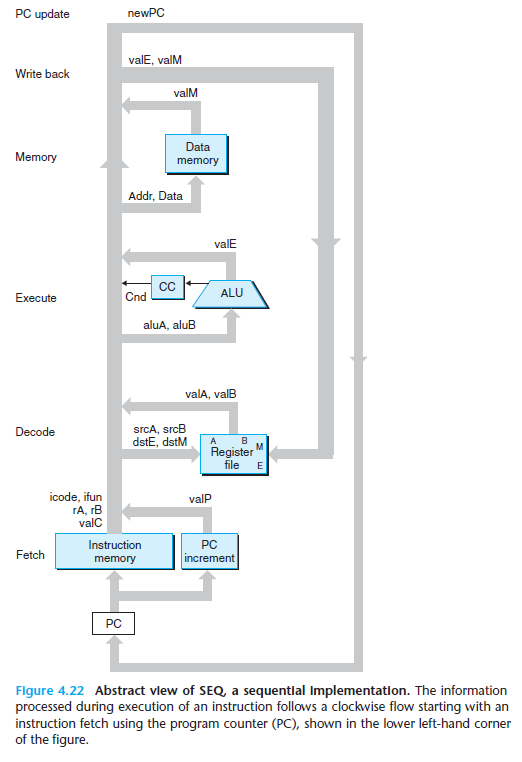 PC update
newPC
valE, valM
Write back
valM
Data
memory
Memory
Addr, Data
valE
CC
ALU
Execute
Cnd
aluA, aluB
valA, valB
srcA, srcB
dstE, dstM
Decode
A B
M
Register
file
E
icode, ifun
rA, rB
valC
valP
Fetch
Instruction
memory
PC
increment
PC
Figure 4.22 Abstract view of SEQ, a sequential implementation. The information
processed during execution of an instruction follows a clockwise flow starting with an
instruction fetch using the program counter (PC), shown in the lower left-hand corner
of the figure.